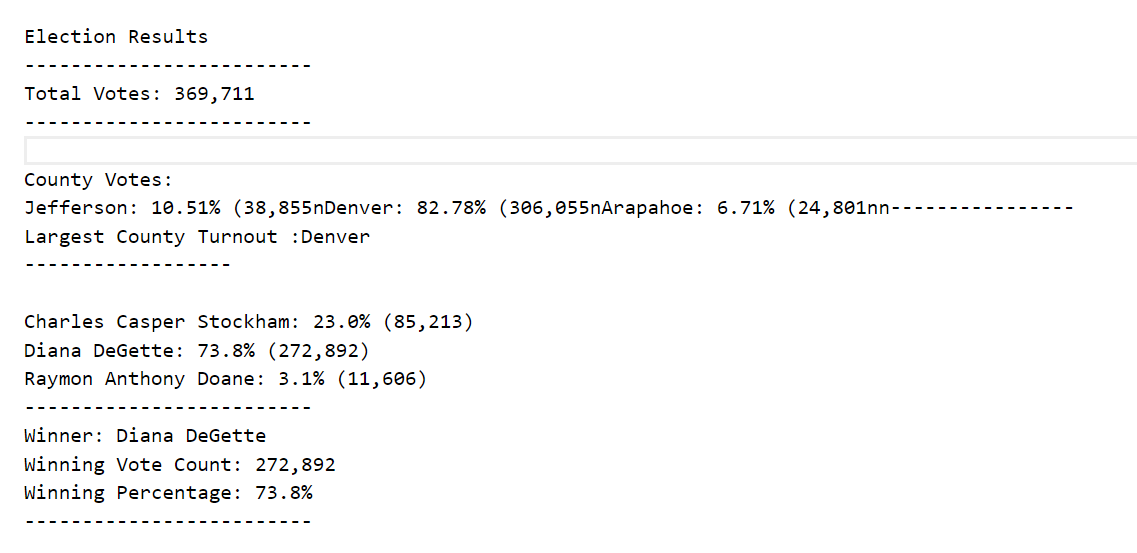 Election Results
-------------------------
Total Votes: 369,711
-------------------------
County Votes:
Jefferson: 10.51% (38,855nDenver: 82.78% (306,055nArapahoe: 6.71% (24,801nn----------------
Largest County Turnout :Denver
------------------
Charles Casper Stockham: 23.0% (85,213)
Diana DeGette: 73.8% (272,892)
Raymon Anthony Doane: 3.1% (11,606)
-------------------------
Winner: Diana DeGette
Winning Vote Count: 272,892
Winning Percentage: 73.8%
-------------------------